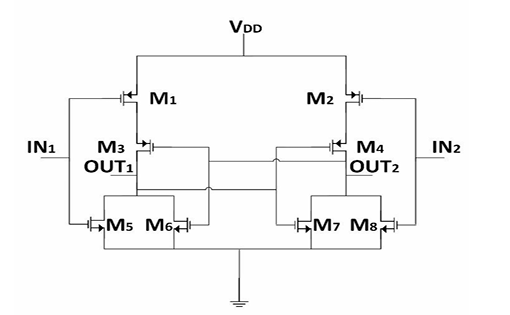 VDD
M1 M2
IN1 M3 M4 IN2
OUT1 OUT2
M5 M6 M7 M8